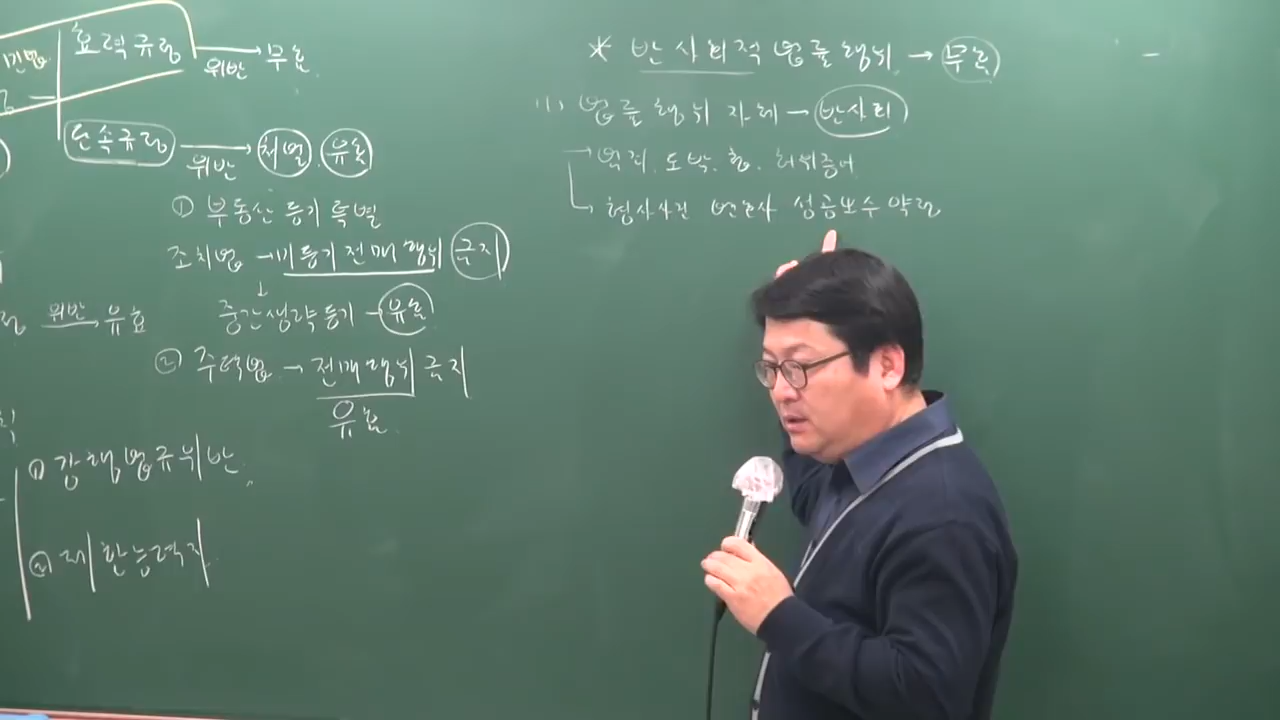 효력규정 → 위반 무효
단속규정 → 위반 처벌, 유효
① 부동산 등기 특별
조치법 → 미등기 전매 행위 금지
↓
중간생략등기 → 유효
위반 → 유효
② 주택법 → 전매행위 금지
유효
① 강행법규위반
② 제한능력자
* 반사회적 법률행위 → 무효
(1) 법률행위 자체 → 반사회
→ 범죄. 도박. 허위증언
→ 형사사건 변호사 성공보수 약정